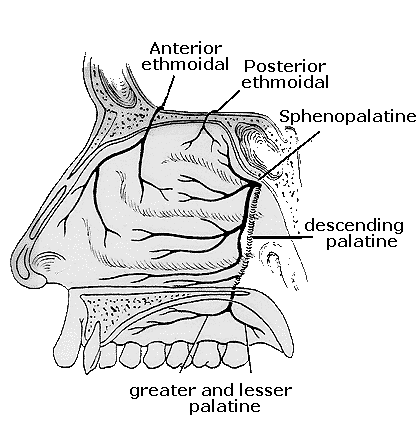 Anterior
ethmoidal
Posterior
ethmoidal
Sphenopalatine
descending
palatine
greater and lesser
palatine